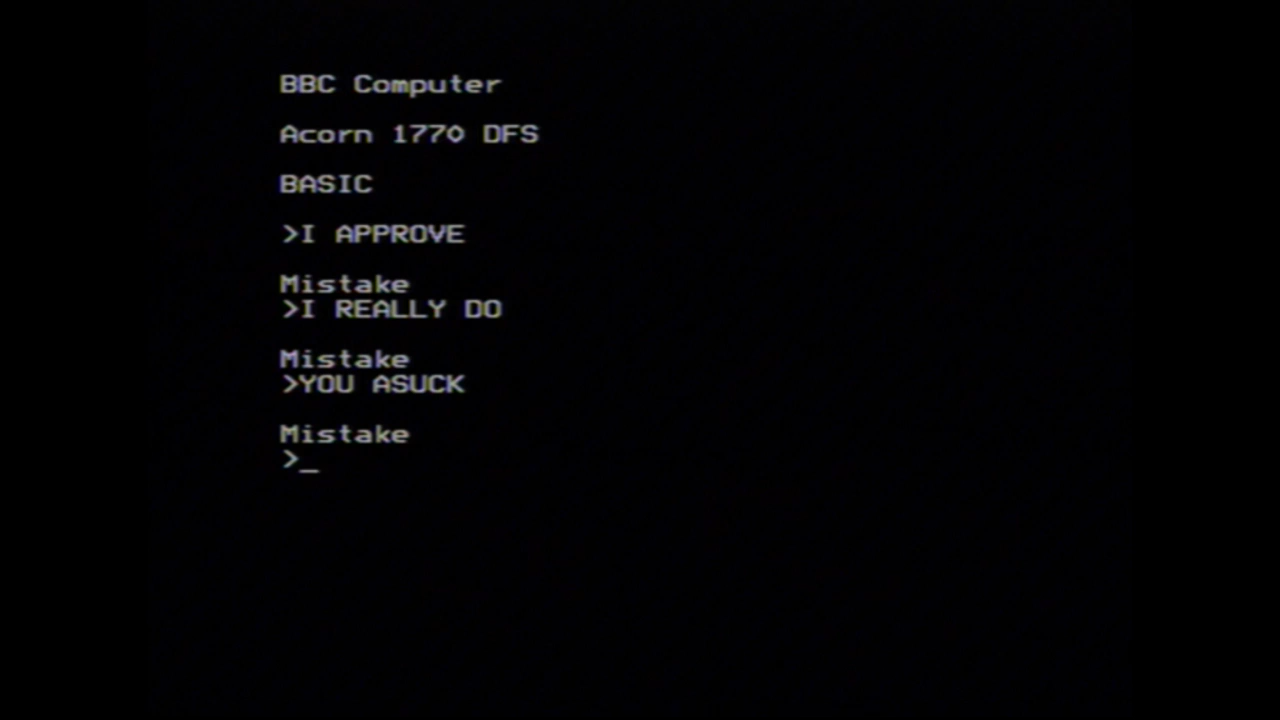 BBC Computer
Acorn 1770 DFS
BASIC
>I APPROVE
Mistake
>I REALLY DO
Mistake
>YOU ASUCK
Mistake
>_